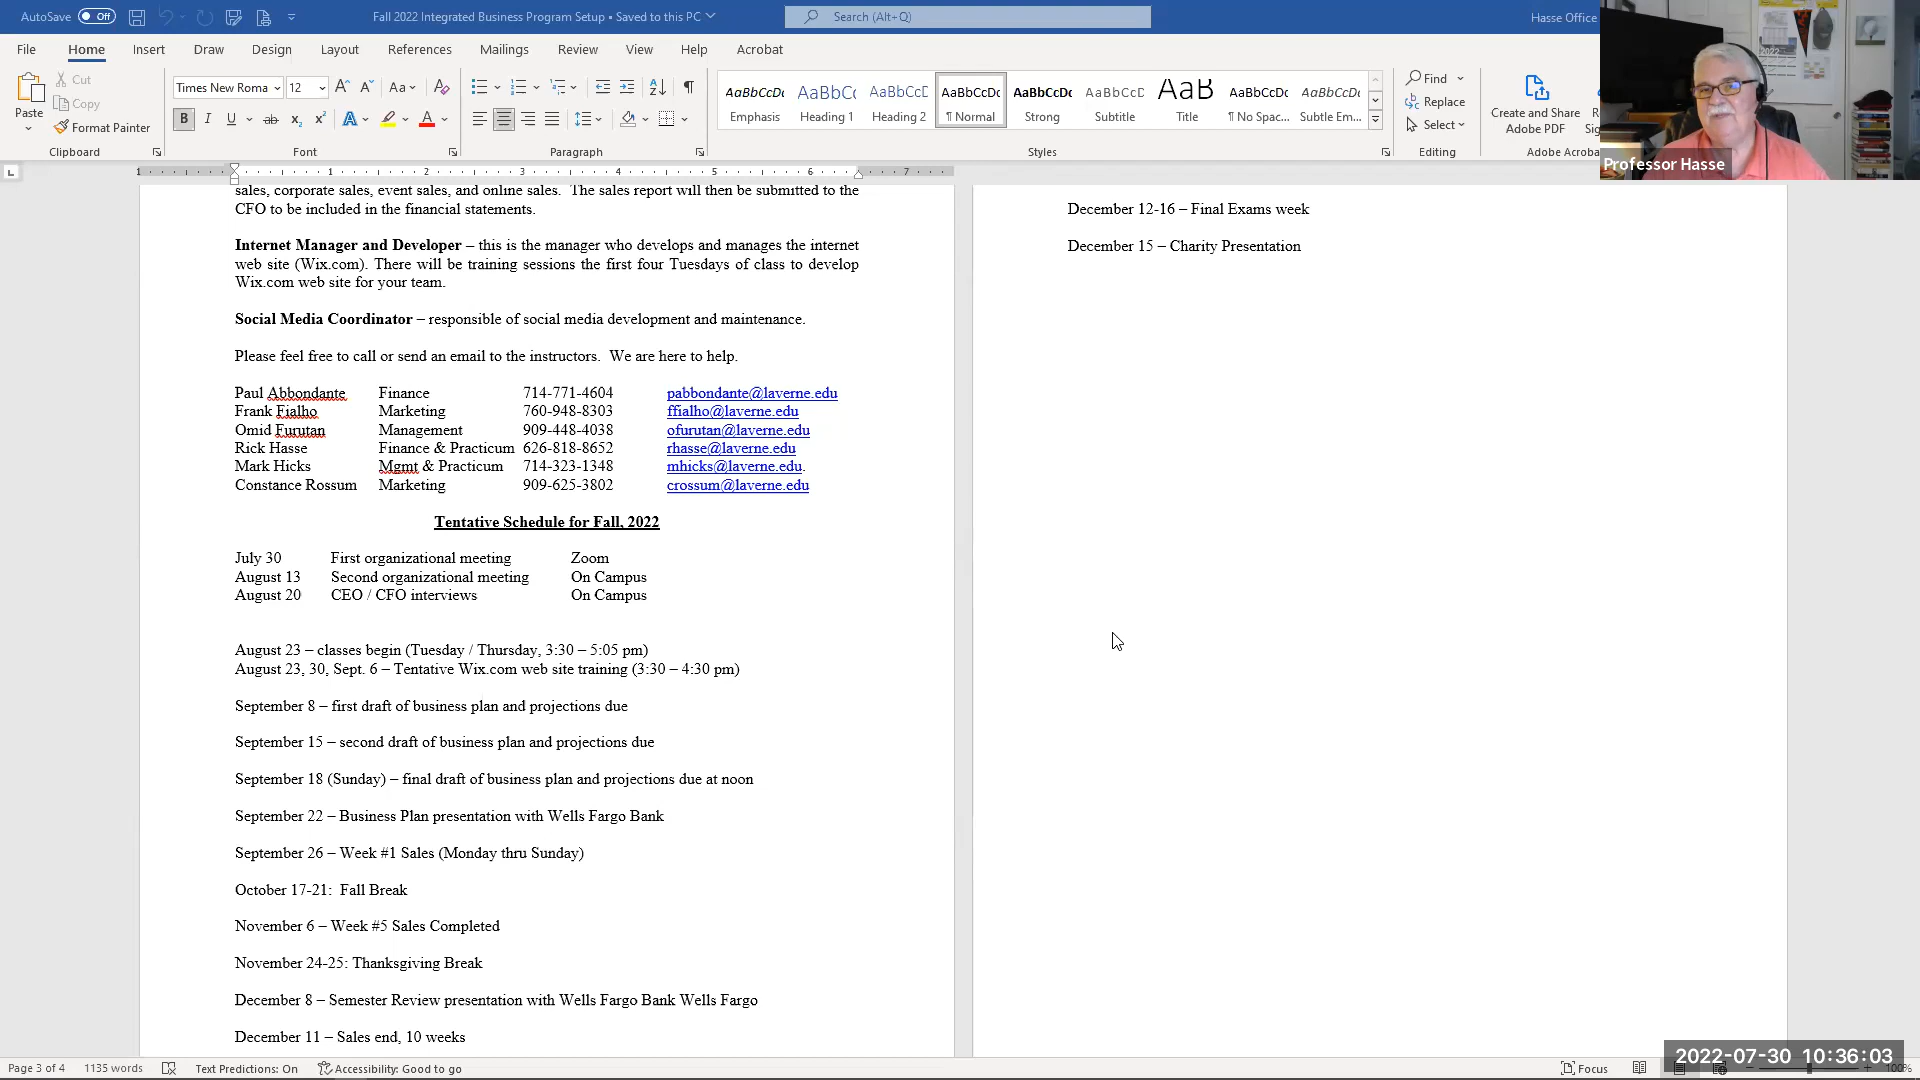 AutoSave Off Fall 2022 Integrated Business Program Setup • Saved to this PC Search (Alt+Q) Hasse Office
File Home Insert Draw Design Layout References Mailings Review View Help Acrobat
2022
Paste Cut
Copy
Format Painter
Clipboard
Times New Roma 12
Font
Paragraph
AaBbCcDc AaBbCc AaBbCcD AaBbCcDc AaBbCcDc AaBbCcD AaB AaBbCcDc AaBbCcDc
Emphasis Heading 1 Heading 2 ¶ Normal Strong Subtitle Title ¶ No Spac... Subtle Em...
Styles
Find
Replace
Select
Editing
Create and Share
Adobe PDF
Adobe Acroba
Professor Hasse
1 1 2 3 4 5 6 7
sales, corporate sales, event sales, and online sales. The sales report will then be submitted to the
CFO to be included in the financial statements.
Internet Manager and Developer – this is the manager who develops and manages the internet
web site (Wix.com). There will be training sessions the first four Tuesdays of class to develop
Wix.com web site for your team.
Social Media Coordinator – responsible of social media development and maintenance.
Please feel free to call or send an email to the instructors. We are here to help.
Paul Abbondante Finance 714-771-4604 pabbondante@laverne.edu
Frank Fialho Marketing 760-948-8303 ffialho@laverne.edu
Omid Furutan Management 909-448-4038 ofurutan@laverne.edu
Rick Hasse Finance & Practicum 626-818-8652 rhasse@laverne.edu
Mark Hicks Mgmt & Practicum 714-323-1348 mhicks@laverne.edu.
Constance Rossum Marketing 909-625-3802 crossum@laverne.edu
Tentative Schedule for Fall, 2022
July 30 First organizational meeting Zoom
August 13 Second organizational meeting On Campus
August 20 CEO / CFO interviews On Campus
August 23 – classes begin (Tuesday / Thursday, 3:30 – 5:05 pm)
August 23, 30, Sept. 6 – Tentative Wix.com web site training (3:30 – 4:30 pm)
September 8 – first draft of business plan and projections due
September 15 – second draft of business plan and projections due
September 18 (Sunday) – final draft of business plan and projections due at noon
September 22 – Business Plan presentation with Wells Fargo Bank
September 26 – Week #1 Sales (Monday thru Sunday)
October 17-21: Fall Break
November 6 – Week #5 Sales Completed
November 24-25: Thanksgiving Break
December 8 – Semester Review presentation with Wells Fargo Bank Wells Fargo
December 11 – Sales end, 10 weeks
December 12-16 – Final Exams week
December 15 – Charity Presentation
Page 3 of 4 1135 words Text Predictions: On Accessibility: Good to go Focus 100%
2022-07-30 10:36:03